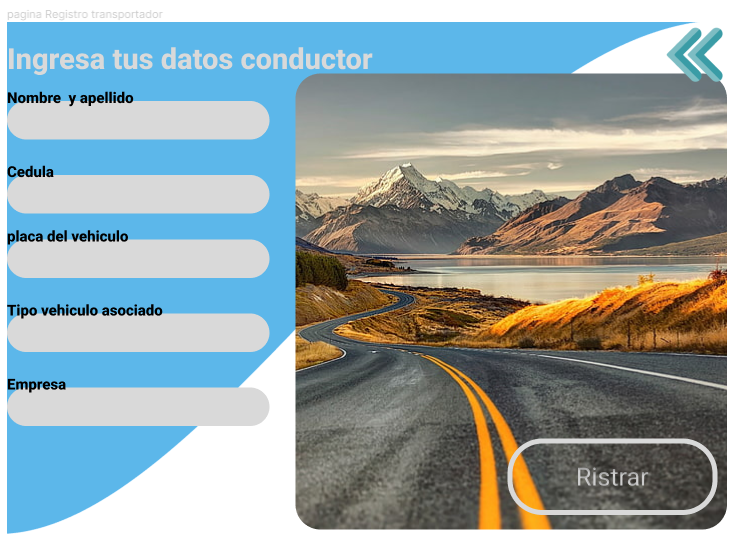 pagina Registro transportador
Ingresa tus datos conductor
Nombre y apellido
Cedula
placa del vehiculo
Tipo vehiculo asociado
Empresa
Ristrar